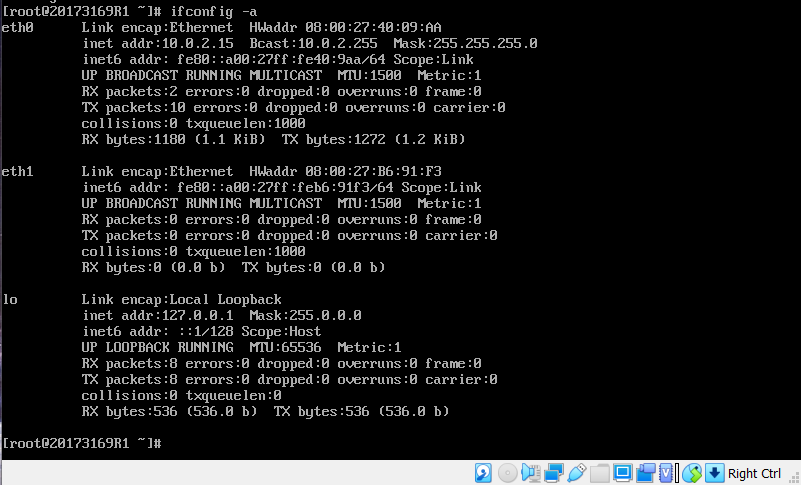 [root@20173169R1 ~]# ifconfig -a
eth0      Link encap:Ethernet  HWaddr 08:00:27:40:09:AA
          inet addr:10.0.2.15  Bcast:10.0.2.255  Mask:255.255.255.0
          inet6 addr: fe80::a00:27ff:fe40:9aa/64 Scope:Link
          UP BROADCAST RUNNING MULTICAST  MTU:1500  Metric:1
          RX packets:2 errors:0 dropped:0 overruns:0 frame:0
          TX packets:10 errors:0 dropped:0 overruns:0 carrier:0
          collisions:0 txqueuelen:1000
          RX bytes:1180 (1.1 KiB)  TX bytes:1272 (1.2 KiB)
eth1      Link encap:Ethernet  HWaddr 08:00:27:B6:91:F3
          inet6 addr: fe80::a00:27ff:feb6:91f3/64 Scope:Link
          UP BROADCAST RUNNING MULTICAST  MTU:1500  Metric:1
          RX packets:0 errors:0 dropped:0 overruns:0 frame:0
          TX packets:8 errors:0 dropped:0 overruns:0 carrier:0
          collisions:0 txqueuelen:1000
          RX bytes:0 (0.0 b)  TX bytes:0 (0.0 b)
lo        Link encap:Local Loopback
          inet addr:127.0.0.1  Mask:255.0.0.0
          inet6 addr: ::1/128 Scope:Host
          UP LOOPBACK RUNNING  MTU:65536  Metric:1
          RX packets:8 errors:0 dropped:0 overruns:0 frame:0
          TX packets:8 errors:0 dropped:0 overruns:0 carrier:0
          collisions:0 txqueuelen:0
          RX bytes:536 (536.0 b)  TX bytes:536 (536.0 b)
[root@20173169R1 ~]#
Right Ctrl